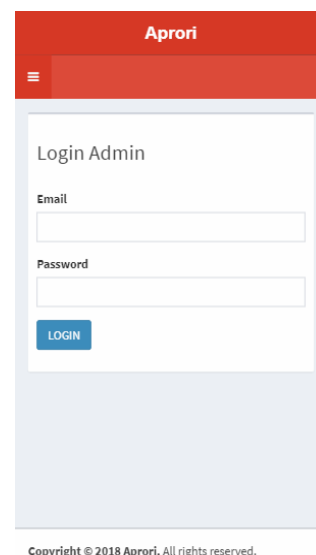 Aprori
Login Admin
Email
Password
LOGIN
Copyright © 2018 Aprori. All rights reserved.